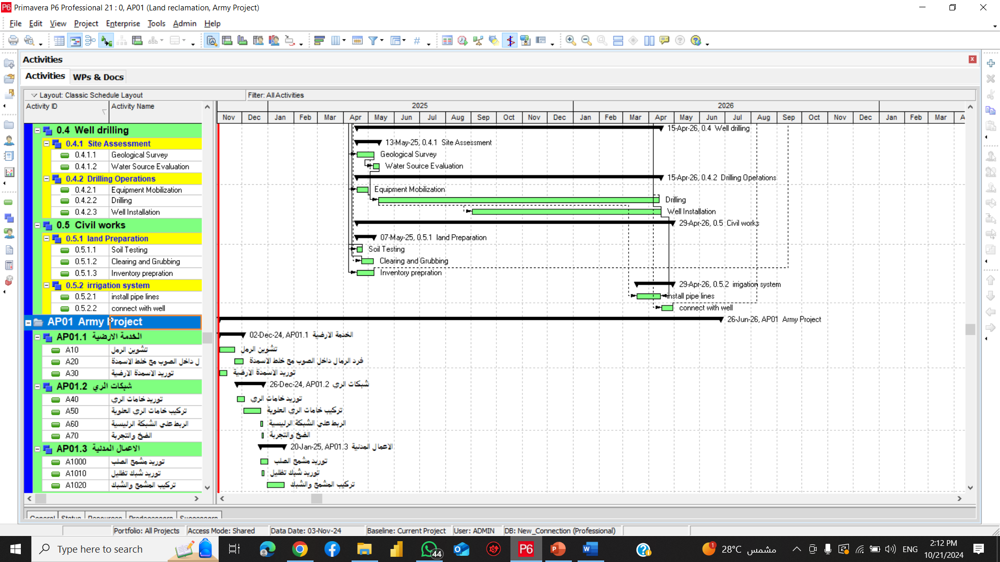 Primavera P6 Professional 21 : 0, AP01 (Land reclamation, Army Project)
File Edit View Project Enterprise Tools Admin Help
Activities
Activities WPs & Docs
Layout: Classic Schedule Layout Filter: All Activities
Activity ID Activity Name
2025 2026
Nov Dec Jan Feb Mar Apr May Jun Jul Aug Sep Oct Nov Dec Jan Feb Mar Apr May Jun Jul Aug Sep Oct Nov Dec Jan Feb Mar A
0.4 Well drilling 15-Apr-26, 0.4 Well drilling
0.4.1 Site Assessment 13-May-25, 0.4.1 Site Assessment
0.4.1.1 Geological Survey Geological Survey
0.4.1.2 Water Source Evaluation Water Source Evaluation
0.4.2 Drilling Operations 15-Apr-26, 0.4.2 Drilling Operations
0.4.2.1 Equipment Mobilization Equipment Mobilization
0.4.2.2 Drilling Drilling
0.4.2.3 Well Installation Well Installation
0.5 Civil works 29-Apr-26, 0.5 Civil works
0.5.1 land Preparation 07-May-25, 0.5.1 land Preparation
0.5.1.1 Soil Testing Soil Testing
0.5.1.2 Clearing and Grubbing Clearing and Grubbing
0.5.1.3 Inventory prepration Inventory prepration
0.5.2 irrigation system 29-Apr-26, 0.5.2 irrigation system
0.5.2.1 install pipe lines install pipe lines
0.5.2.2 connect with well connect with well
AP01 Army Project 26-Jun-26, AP01 Army Project
AP01.1 الخدمة الارضية 02-Dec-24, AP01.1 الخدمة الارضية
A10 تشوين الرمل تشوين الرمل
A20 ل داخل الصوب مع خلط الاسمدة فرد الرمال داخل الصوب مع خلط الاسمدة
A30 توريد الاسمدة الارضية توريد الاسمدة الارضية
AP01.2 شبكات الري 26-Dec-24, AP01.2 شبكات الري
A40 توريد خامات الري توريد خامات الري
A50 تركيب خامات الري العلوية تركيب خامات الري العلوية
A60 الربط علي الشبكة الرئيسية الربط علي الشبكة الرئيسية
A70 الضخ والتجربة الضخ والتجربة
AP01.3 الاعمال المدنية 20-Jan-25, AP01.3 الاعمال المدنية
A1000 توريد مشمع الصلب توريد مشمع الصلب
A1010 توريد شبك تظليل توريد شبك تظليل
A1020 تركيب المشمع والشبك تركيب المشمع والشبك
General Status Resources Predecessors Successors
Portfolio: All Projects Access Mode: Shared Data Date: 03-Nov-24 Baseline: Current Project User: ADMIN DB: New_Connection (Professional)
Type here to search 44 P6 1 28°C مشمس ENG 2:12 PM
10/21/2024